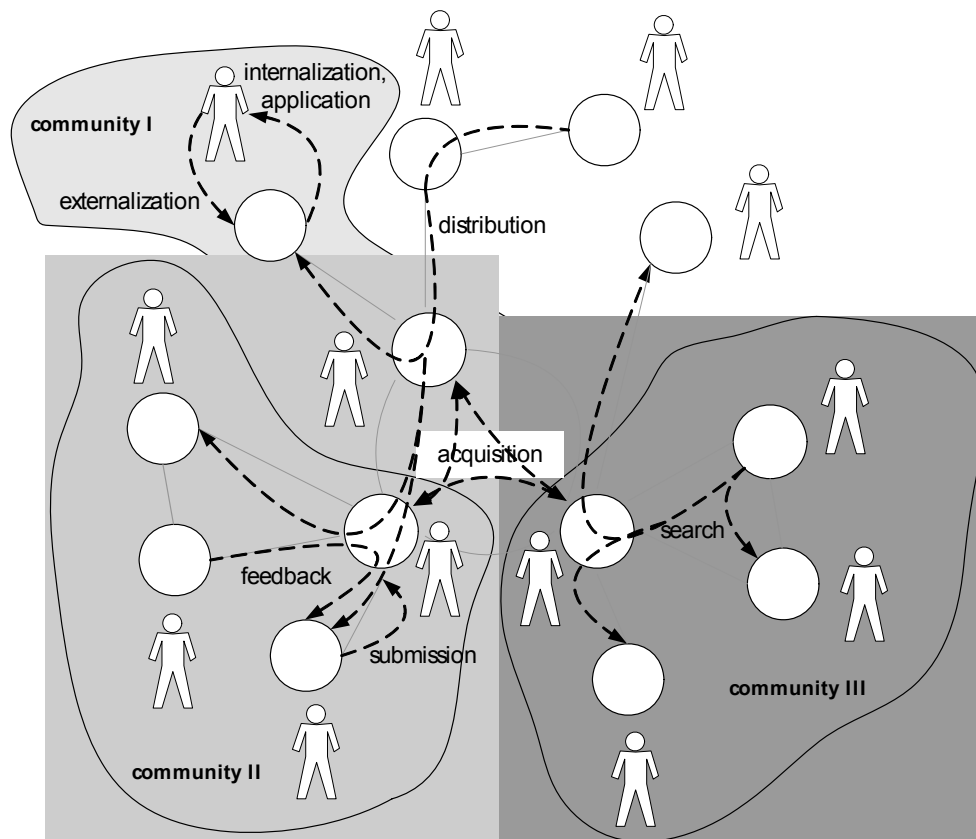 internalization,
application
community I
externalization
distribution
acquisition
search
feedback
submission
community III
community II